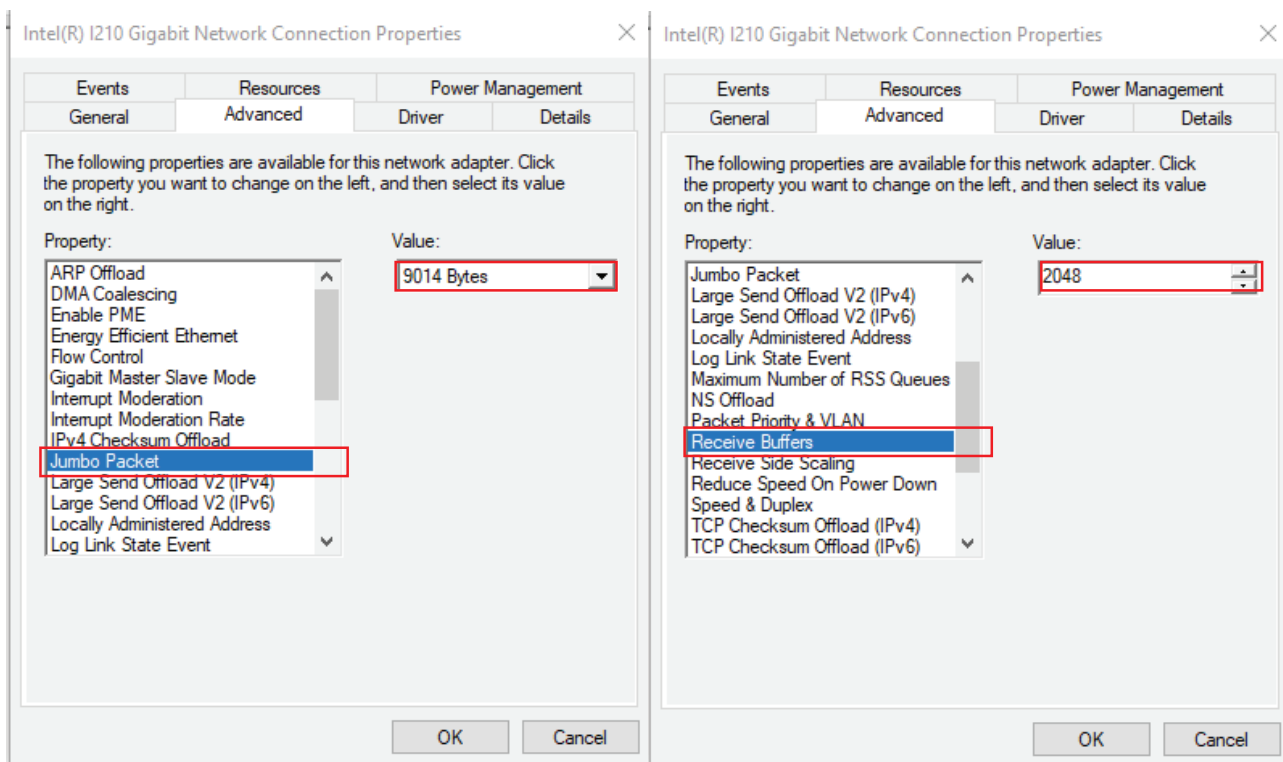 Intel(R) I210 Gigabit Network Connection Properties
Events Resources Power Management
General Advanced Driver Details
The following properties are available for this network adapter. Click
the property you want to change on the left, and then select its value
on the right.
Property: Value:
ARP Offload
DMA Coalescing
Enable PME
Energy Efficient Ethernet
Flow Control
Gigabit Master Slave Mode
Interrupt Moderation
Interrupt Moderation Rate
IPv4 Checksum Offload
Jumbo Packet
Large Send Offload V2 (IPv4)
Large Send Offload V2 (IPv6)
Locally Administered Address
Log Link State Event
9014 Bytes
OK Cancel
Intel(R) I210 Gigabit Network Connection Properties
Events Resources Power Management
General Advanced Driver Details
The following properties are available for this network adapter. Click
the property you want to change on the left, and then select its value
on the right.
Property: Value:
Jumbo Packet
Large Send Offload V2 (IPv4)
Large Send Offload V2 (IPv6)
Locally Administered Address
Log Link State Event
Maximum Number of RSS Queues
NS Offload
Packet Priority & VLAN
Receive Buffers
Receive Side Scaling
Reduce Speed On Power Down
Speed & Duplex
TCP Checksum Offload (IPv4)
TCP Checksum Offload (IPv6)
2048
OK Cancel